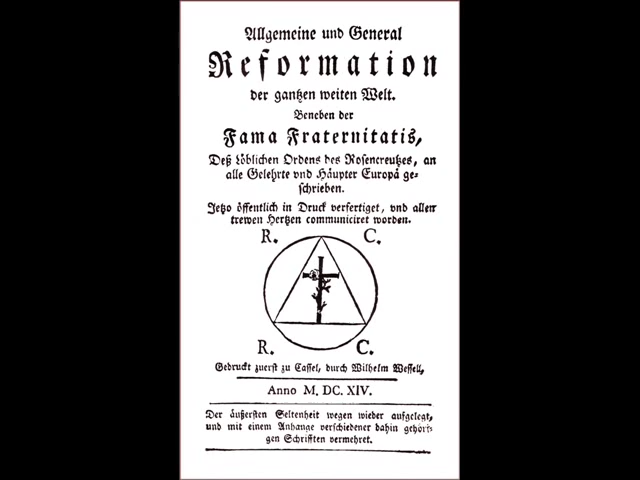 Allgemeine und General
Reformation
der gantzen weiten Welt.
Beneben der
Fama Fraternitatis,
Deß Löblichen Ordens des Rosencreutzes, an
alle Gelehrte vnd Häupter Europä ge=
schrieben.
Jetzo öffentlich in Druck verfertiget, vnd allen
trewen Hertzen communiciret worden.
R. C.
R. C.
Gedruckt zuerst zu Cassel, durch Wilhelm Wessell,
Anno M. DC. XIV.
Der äußersten Seltenheit wegen wieder aufgelegt,
und mit einem Anhange verschiedener dahin gehöri=
gen Schrifften vermehret.